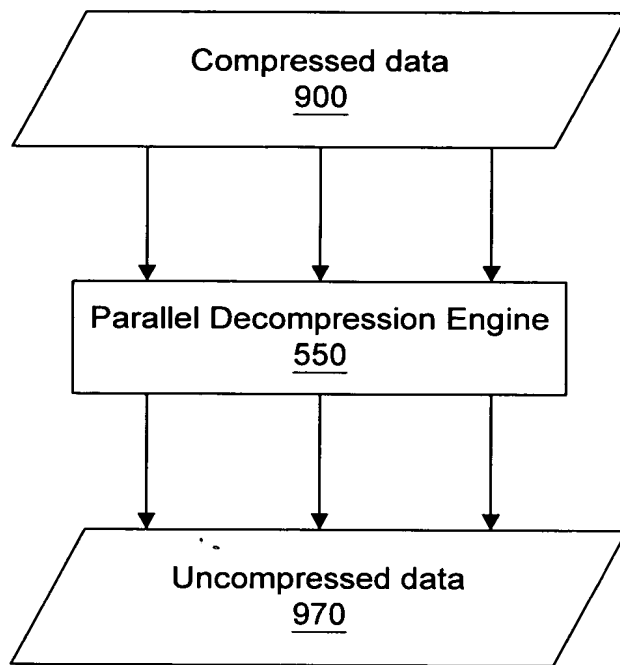 Compressed data
900
Parallel Decompression Engine
550
Uncompressed data
970